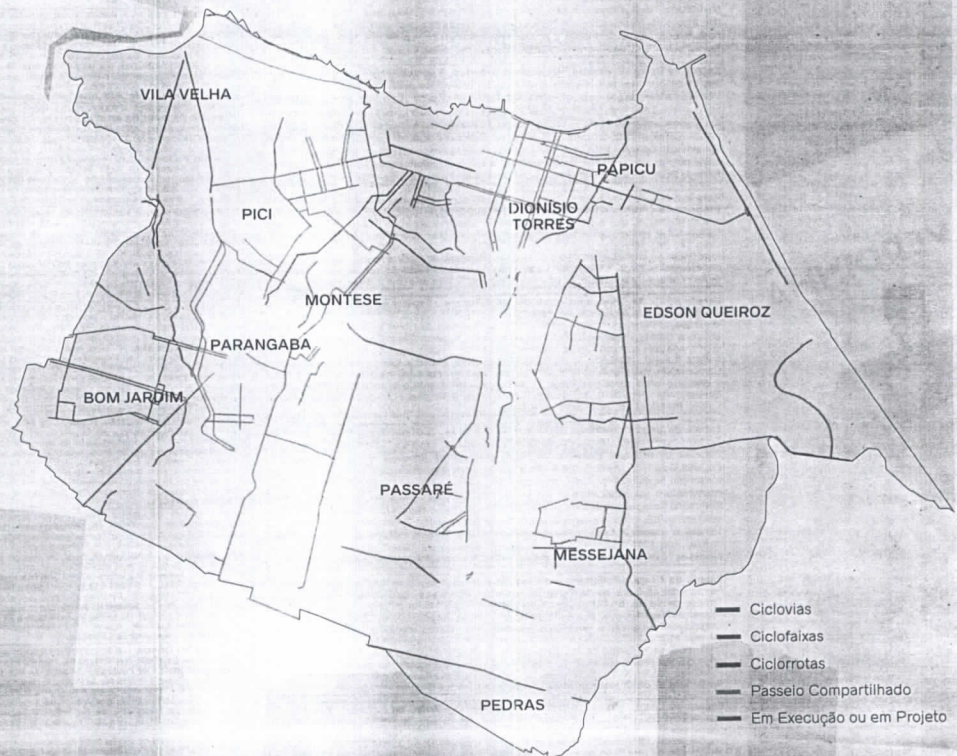 VILA VELHA
PAPICU
PICI
DIONÍSIO
TORRES
MONTESE
EDSON QUEIROZ
PARANGABA
BOM JARDIM
PASSARÉ
MESSEJANA
PEDRAS
Ciclovias
Ciclofaixas
Ciclorrotas
Passeio Compartilhado
Em Execução ou em Projeto